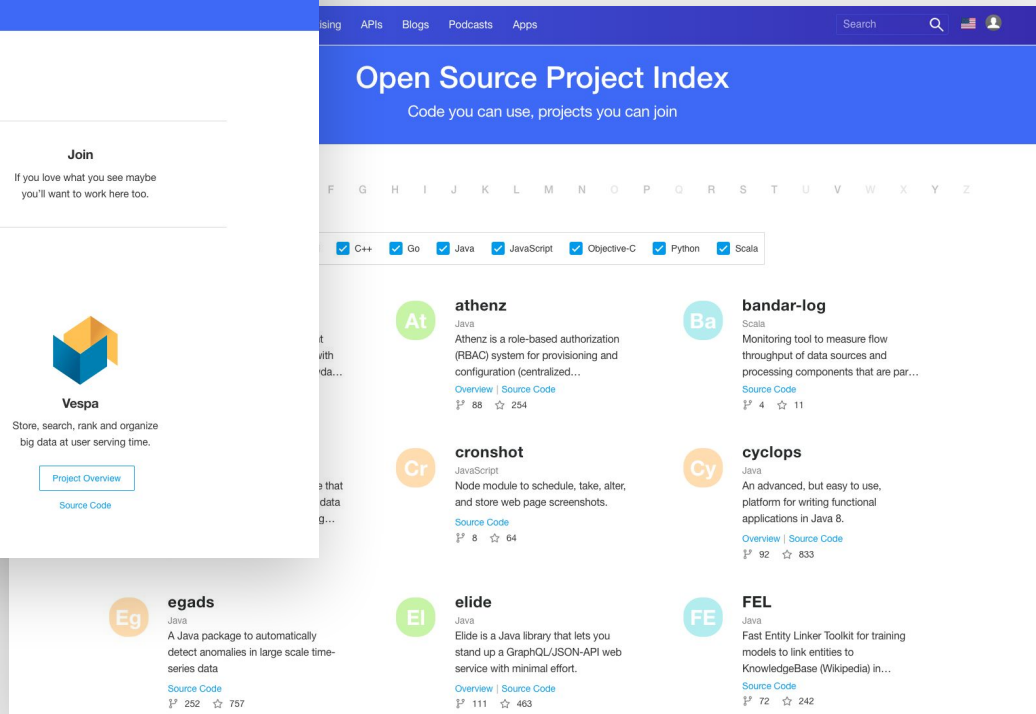 ising APIs Blogs Podcasts Apps Search
Open Source Project Index
Code you can use, projects you can join
Join
If you love what you see maybe
you'll want to work here too.
F G H I J K L M N O P Q R S T U V W X Y Z
C++ Go Java JavaScript Objective-C Python Scala
Vespa
Store, search, rank and organize
big data at user serving time.
Project Overview
Source Code
At
athenz
Java
Athenz is a role-based authorization
(RBAC) system for provisioning and
configuration (centralized…
Overview | Source Code
88 254
Ba
bandar-log
Scala
Monitoring tool to measure flow
throughput of data sources and
processing components that are par…
Source Code
4 11
that
data
g…
Cr
cronshot
JavaScript
Node module to schedule, take, alter,
and store web page screenshots.
Source Code
8 64
Cy
cyclops
Java
An advanced, but easy to use,
platform for writing functional
applications in Java 8.
Overview | Source Code
92 833
Eg
egads
Java
A Java package to automatically
detect anomalies in large scale time-
series data
Source Code
252 757
El
elide
Java
Elide is a Java library that lets you
stand up a GraphQL/JSON-API web
service with minimal effort.
Overview | Source Code
111 463
FE
FEL
Java
Fast Entity Linker Toolkit for training
models to link entities to
KnowledgeBase (Wikipedia) in…
Source Code
72 242